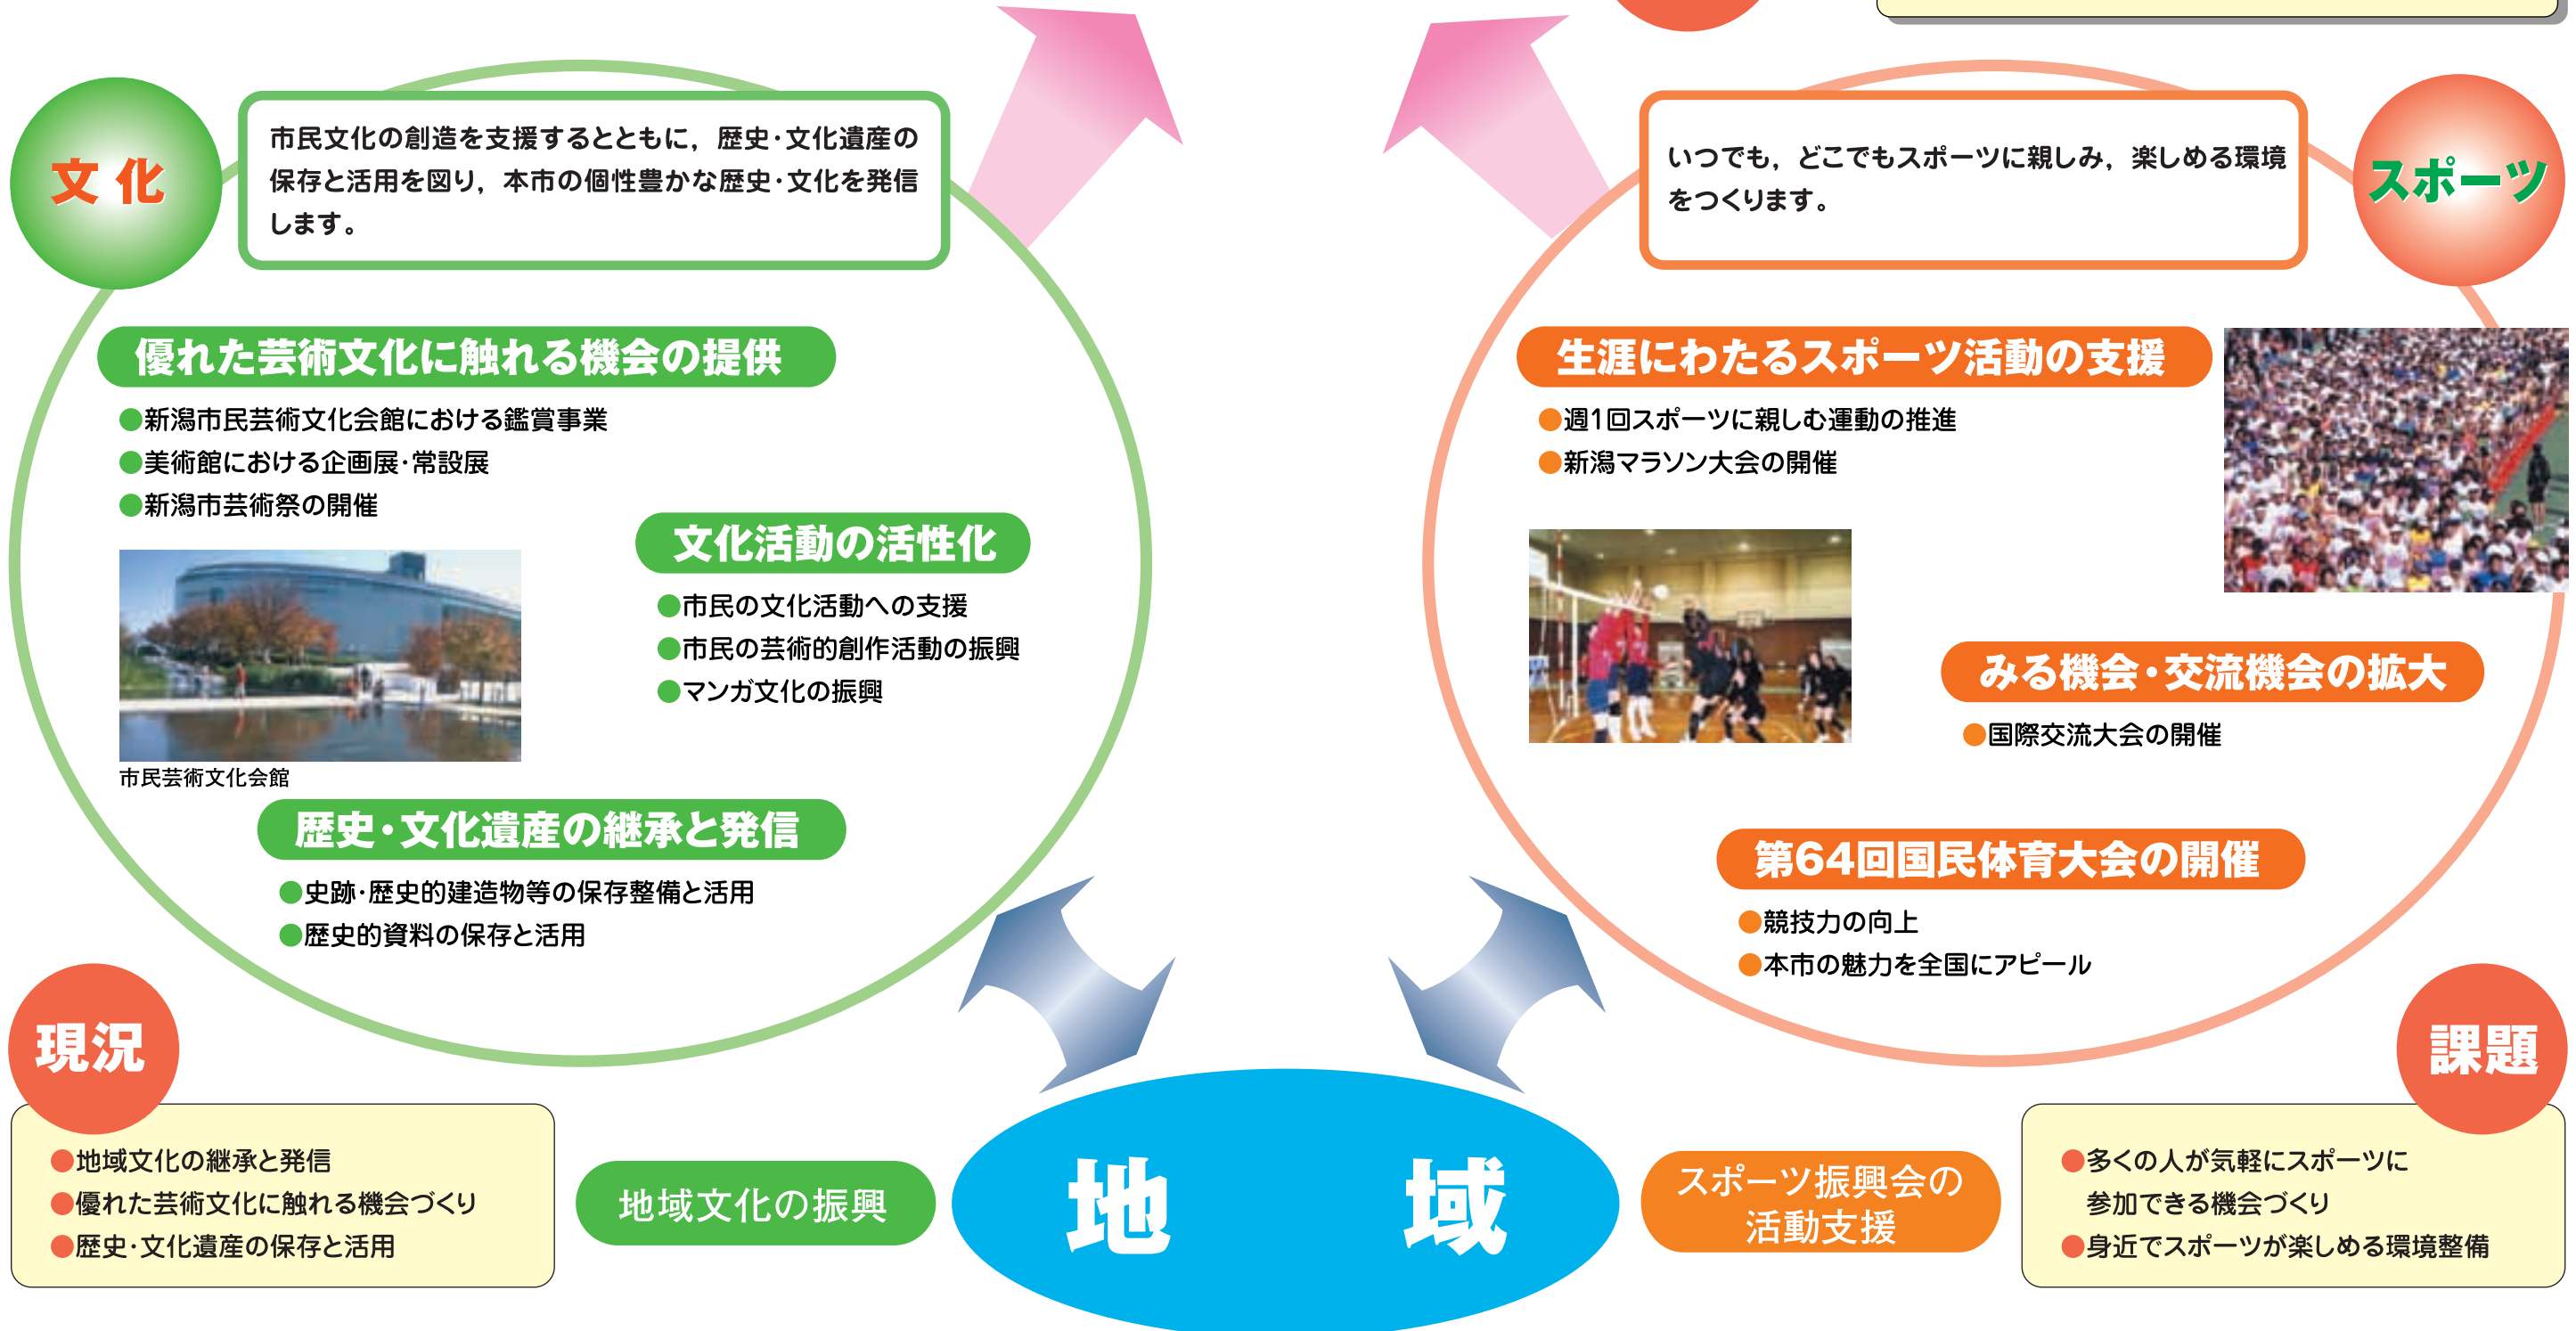 文化
市民文化の創造を支援するとともに，歴史・文化遺産の
保存と活用を図り，本市の個性豊かな歴史・文化を発信
します。
優れた芸術文化に触れる機会の提供
●新潟市民芸術文化会館における鑑賞事業
●美術館における企画展・常設展
●新潟市芸術祭の開催
市民芸術文化会館
文化活動の活性化
●市民の文化活動への支援
●市民の芸術的創作活動の振興
●マンガ文化の振興
歴史・文化遺産の継承と発信
●史跡・歴史的建造物等の保存整備と活用
●歴史的資料の保存と活用
スポーツ
いつでも，どこでもスポーツに親しみ，楽しめる環境
をつくります。
生涯にわたるスポーツ活動の支援
●週1回スポーツに親しむ運動の推進
●新潟マラソン大会の開催
みる機会・交流機会の拡大
●国際交流大会の開催
第64回国民体育大会の開催
●競技力の向上
●本市の魅力を全国にアピール
現況
●地域文化の継承と発信
●優れた芸術文化に触れる機会づくり
●歴史・文化遺産の保存と活用
地域文化の振興
地域
スポーツ振興会の
活動支援
課題
●多くの人が気軽にスポーツに
参加できる機会づくり
●身近でスポーツが楽しめる環境整備